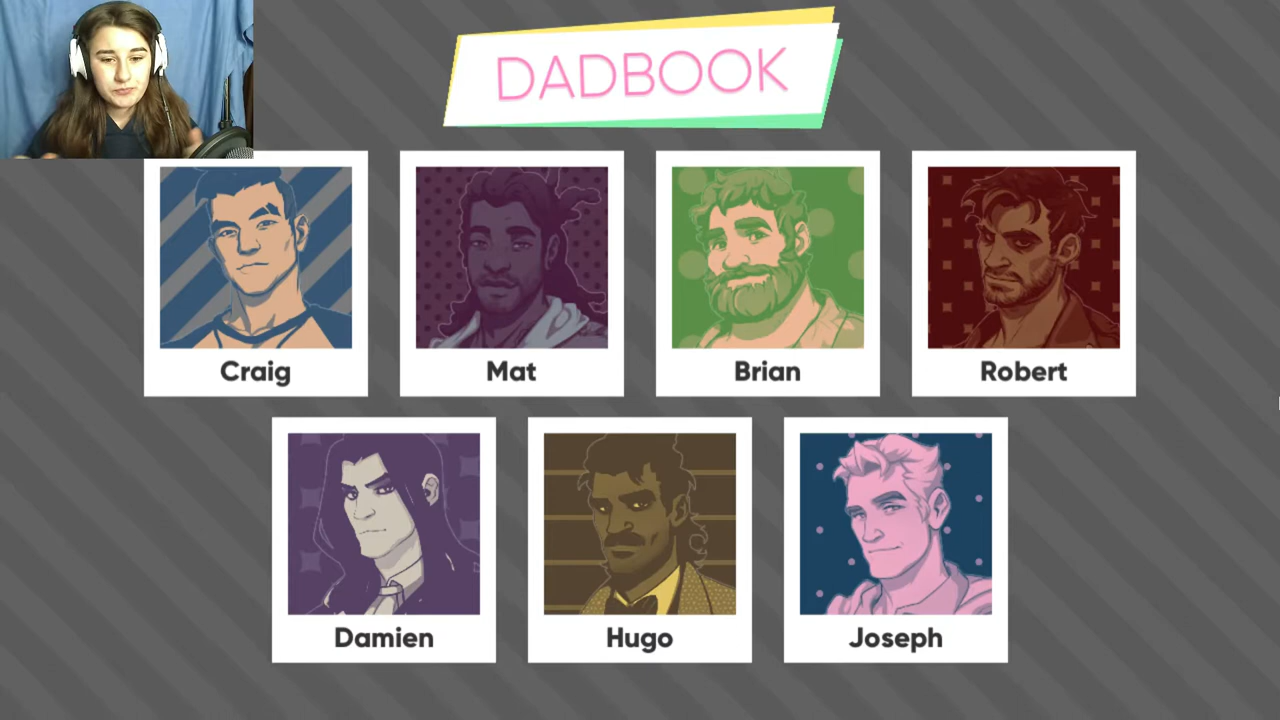 DADBOOK
Craig
Mat
Brian
Robert
Damien
Hugo
Joseph